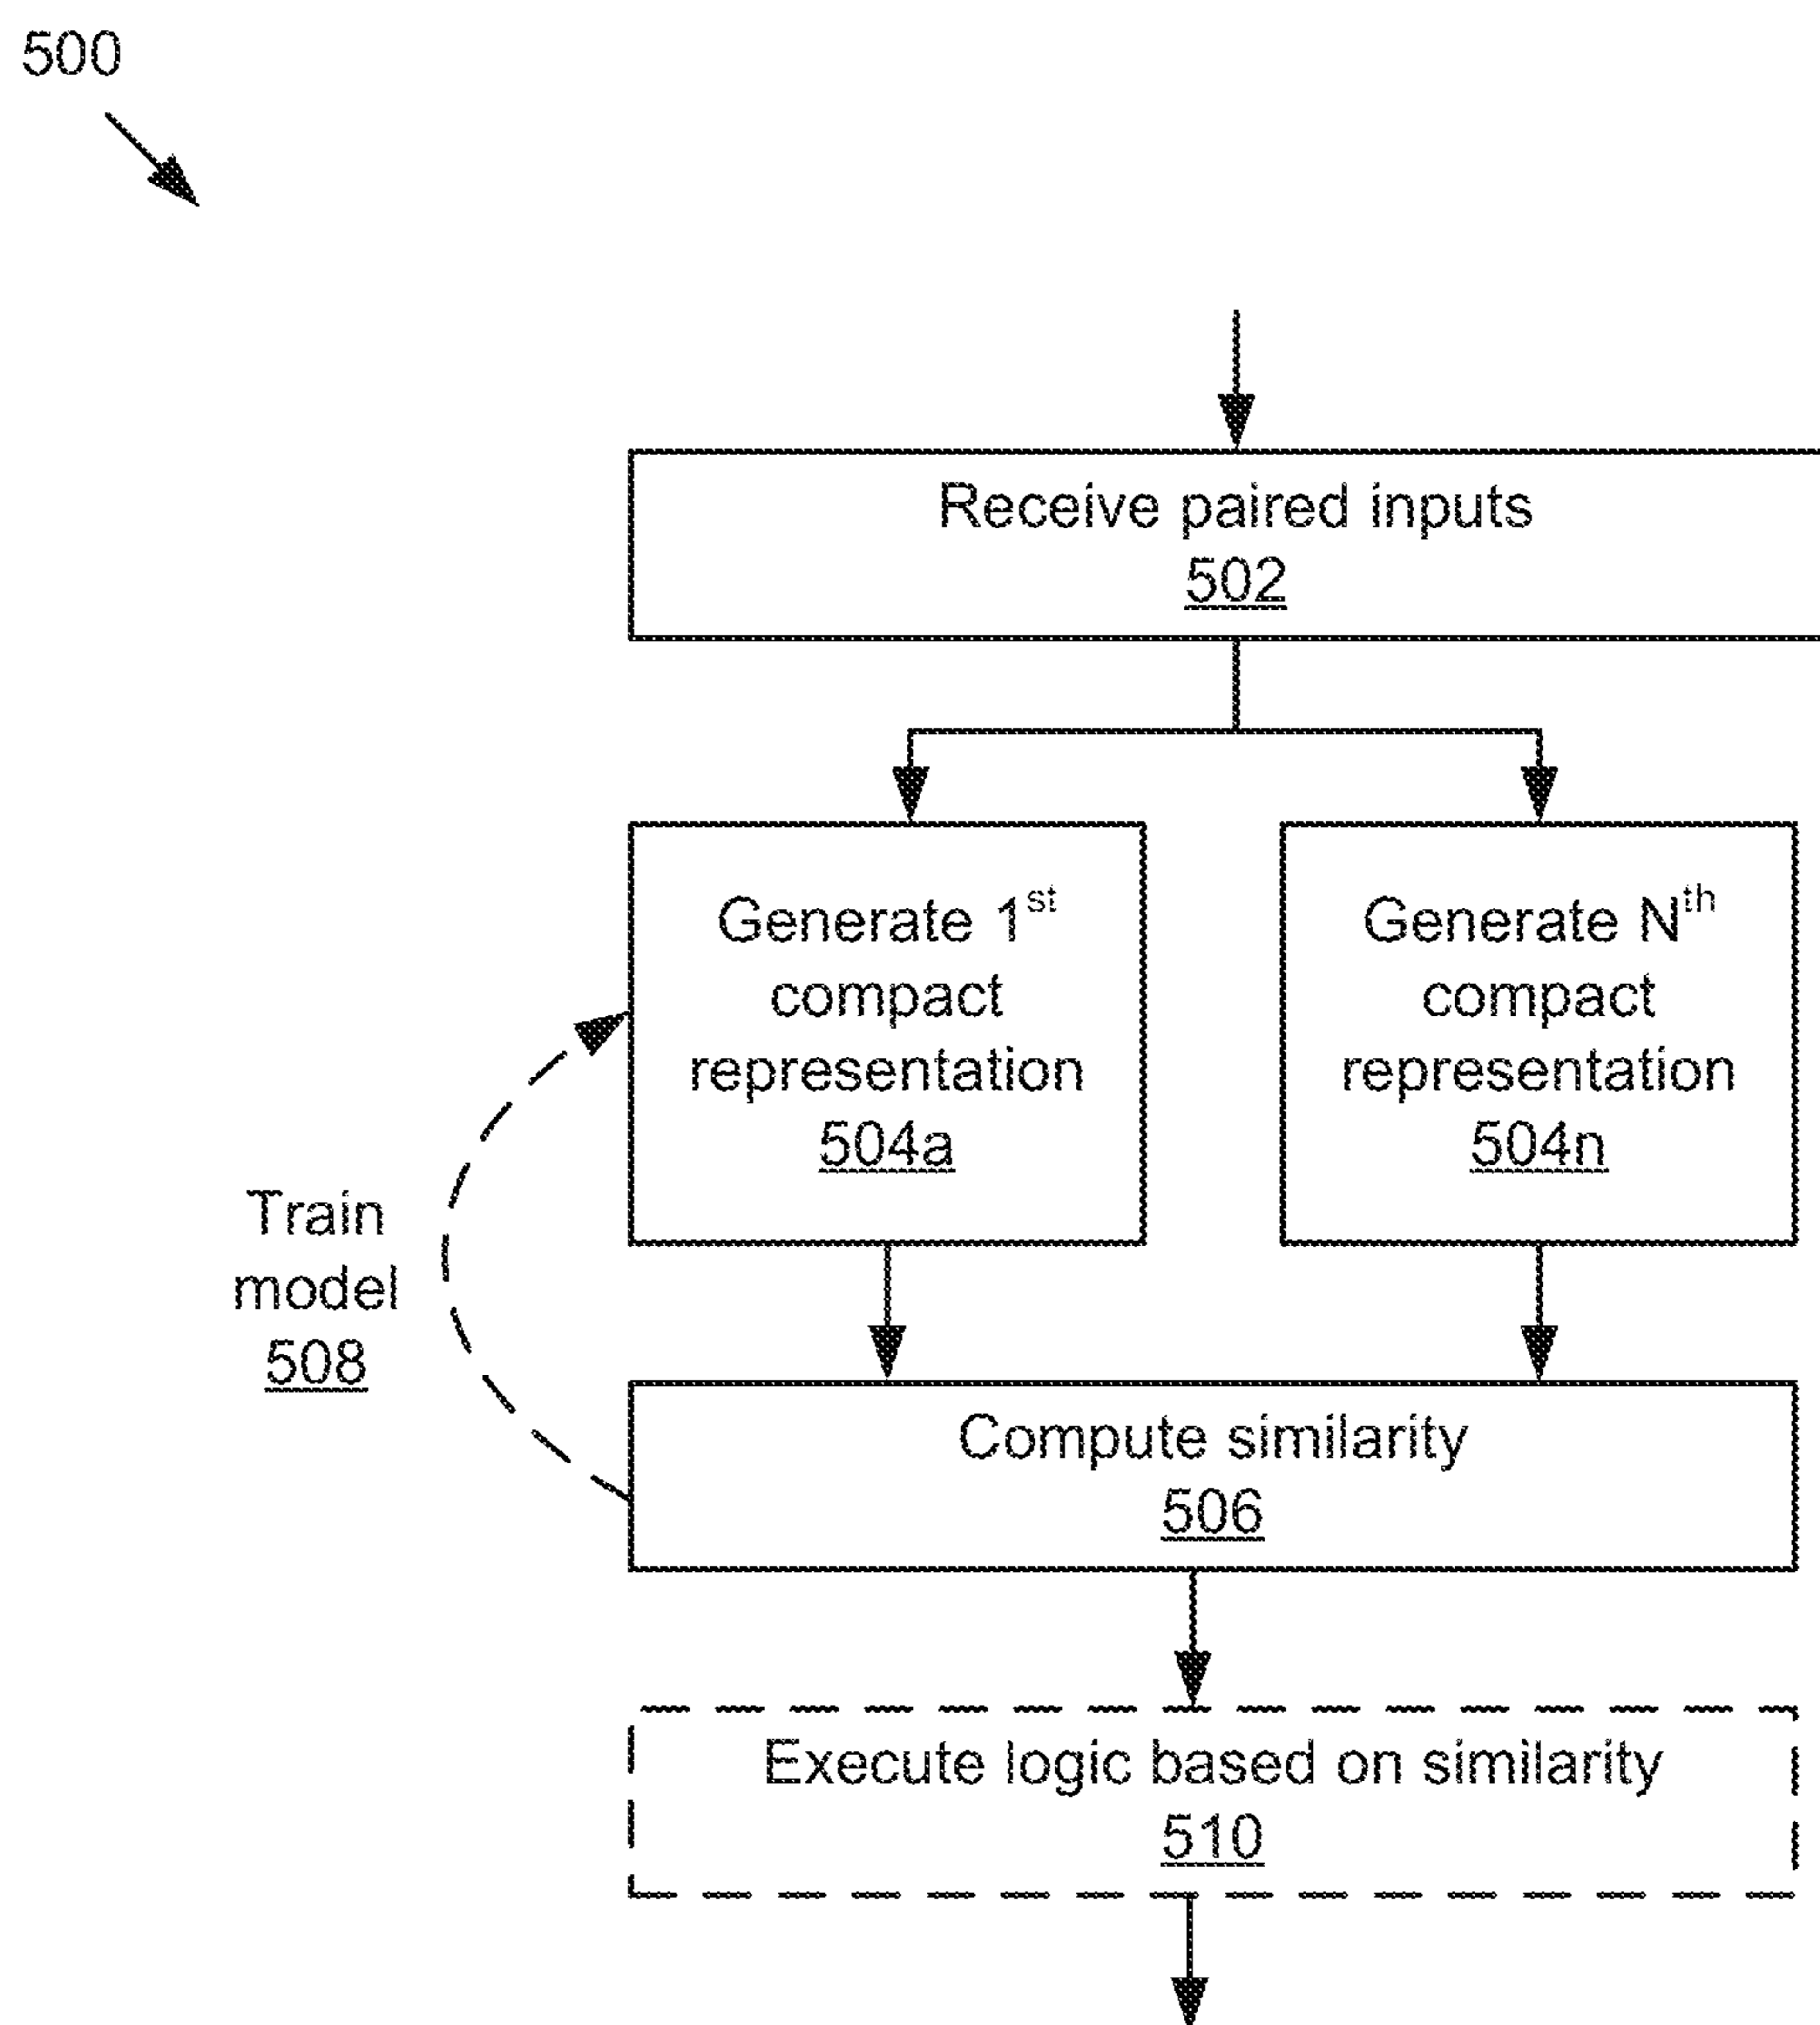 500
Receive paired inputs
502
Generate 1st
compact
representation
504a
Generate Nth
compact
representation
504n
Train
model
508
Compute similarity
506
Execute logic based on similarity
510